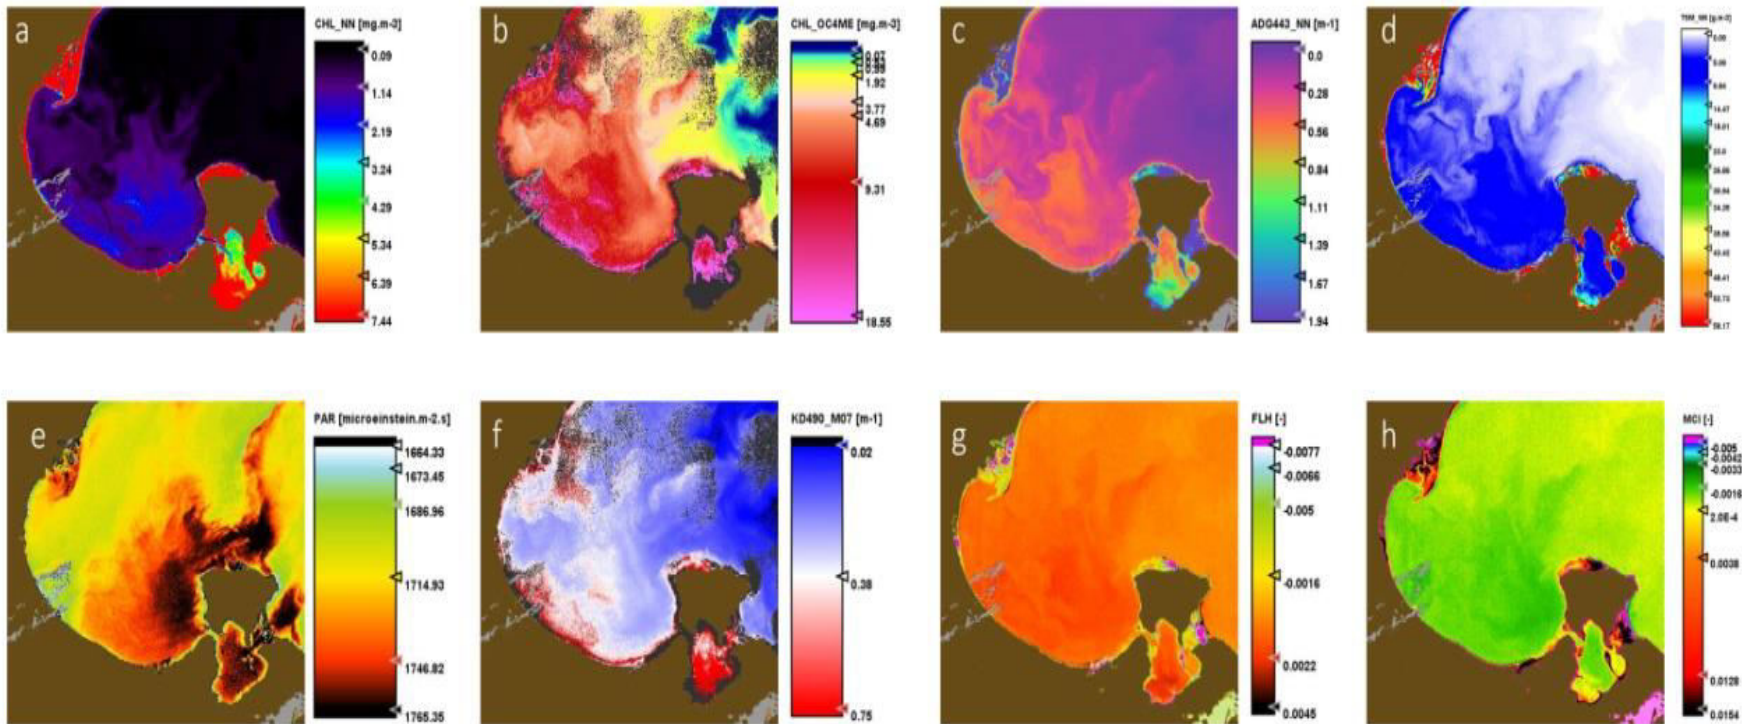 a
CHL_NN [mg.m-3]
0.09
1.14
2.19
3.24
4.29
5.34
6.39
7.44
b
CHL_OC4ME [mg.m-3]
0.07
1.92
3.77
4.69
9.31
18.55
c
ADG443_NN [m-1]
0.0
0.28
0.56
0.84
1.11
1.39
1.67
1.94
d
e
PAR [microeinstein.m-2.s]
1664.33
1673.45
1686.96
1714.93
1746.82
1765.35
f
KD490_M07 [m-1]
0.02
0.38
0.75
g
FLH [-]
-0.0077
-0.0066
-0.005
-0.0016
0.0022
0.0045
h
MCI [-]
-0.005
-0.0042
-0.0033
-0.0016
2.0E-4
0.0038
0.0128
0.0154